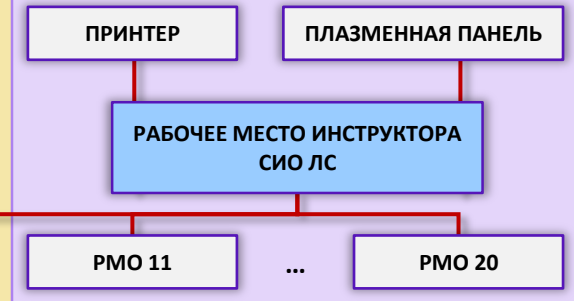 ПРИНТЕР
ПЛАЗМЕННАЯ ПАНЕЛЬ
РАБОЧЕЕ МЕСТО ИНСТРУКТОРА
СИО ЛС
РМО 11
...
РМО 20